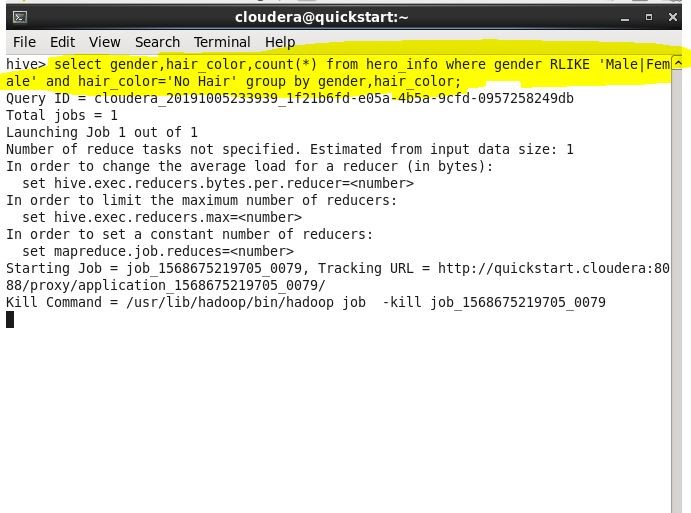 cloudera@quickstart:~
File Edit View Search Terminal Help
hive> select gender,hair_color,count(*) from hero_info where gender RLIKE 'Male|Fem
ale' and hair_color='No Hair' group by gender,hair_color;
Query ID = cloudera_20191005233939_1f21b6fd-e05a-4b5a-9cfd-0957258249db
Total jobs = 1
Launching Job 1 out of 1
Number of reduce tasks not specified. Estimated from input data size: 1
In order to change the average load for a reducer (in bytes):
  set hive.exec.reducers.bytes.per.reducer=<number>
In order to limit the maximum number of reducers:
  set hive.exec.reducers.max=<number>
In order to set a constant number of reducers:
  set mapreduce.job.reduces=<number>
Starting Job = job_1568675219705_0079, Tracking URL = http://quickstart.cloudera:80
88/proxy/application_1568675219705_0079/
Kill Command = /usr/lib/hadoop/bin/hadoop job  -kill job_1568675219705_0079